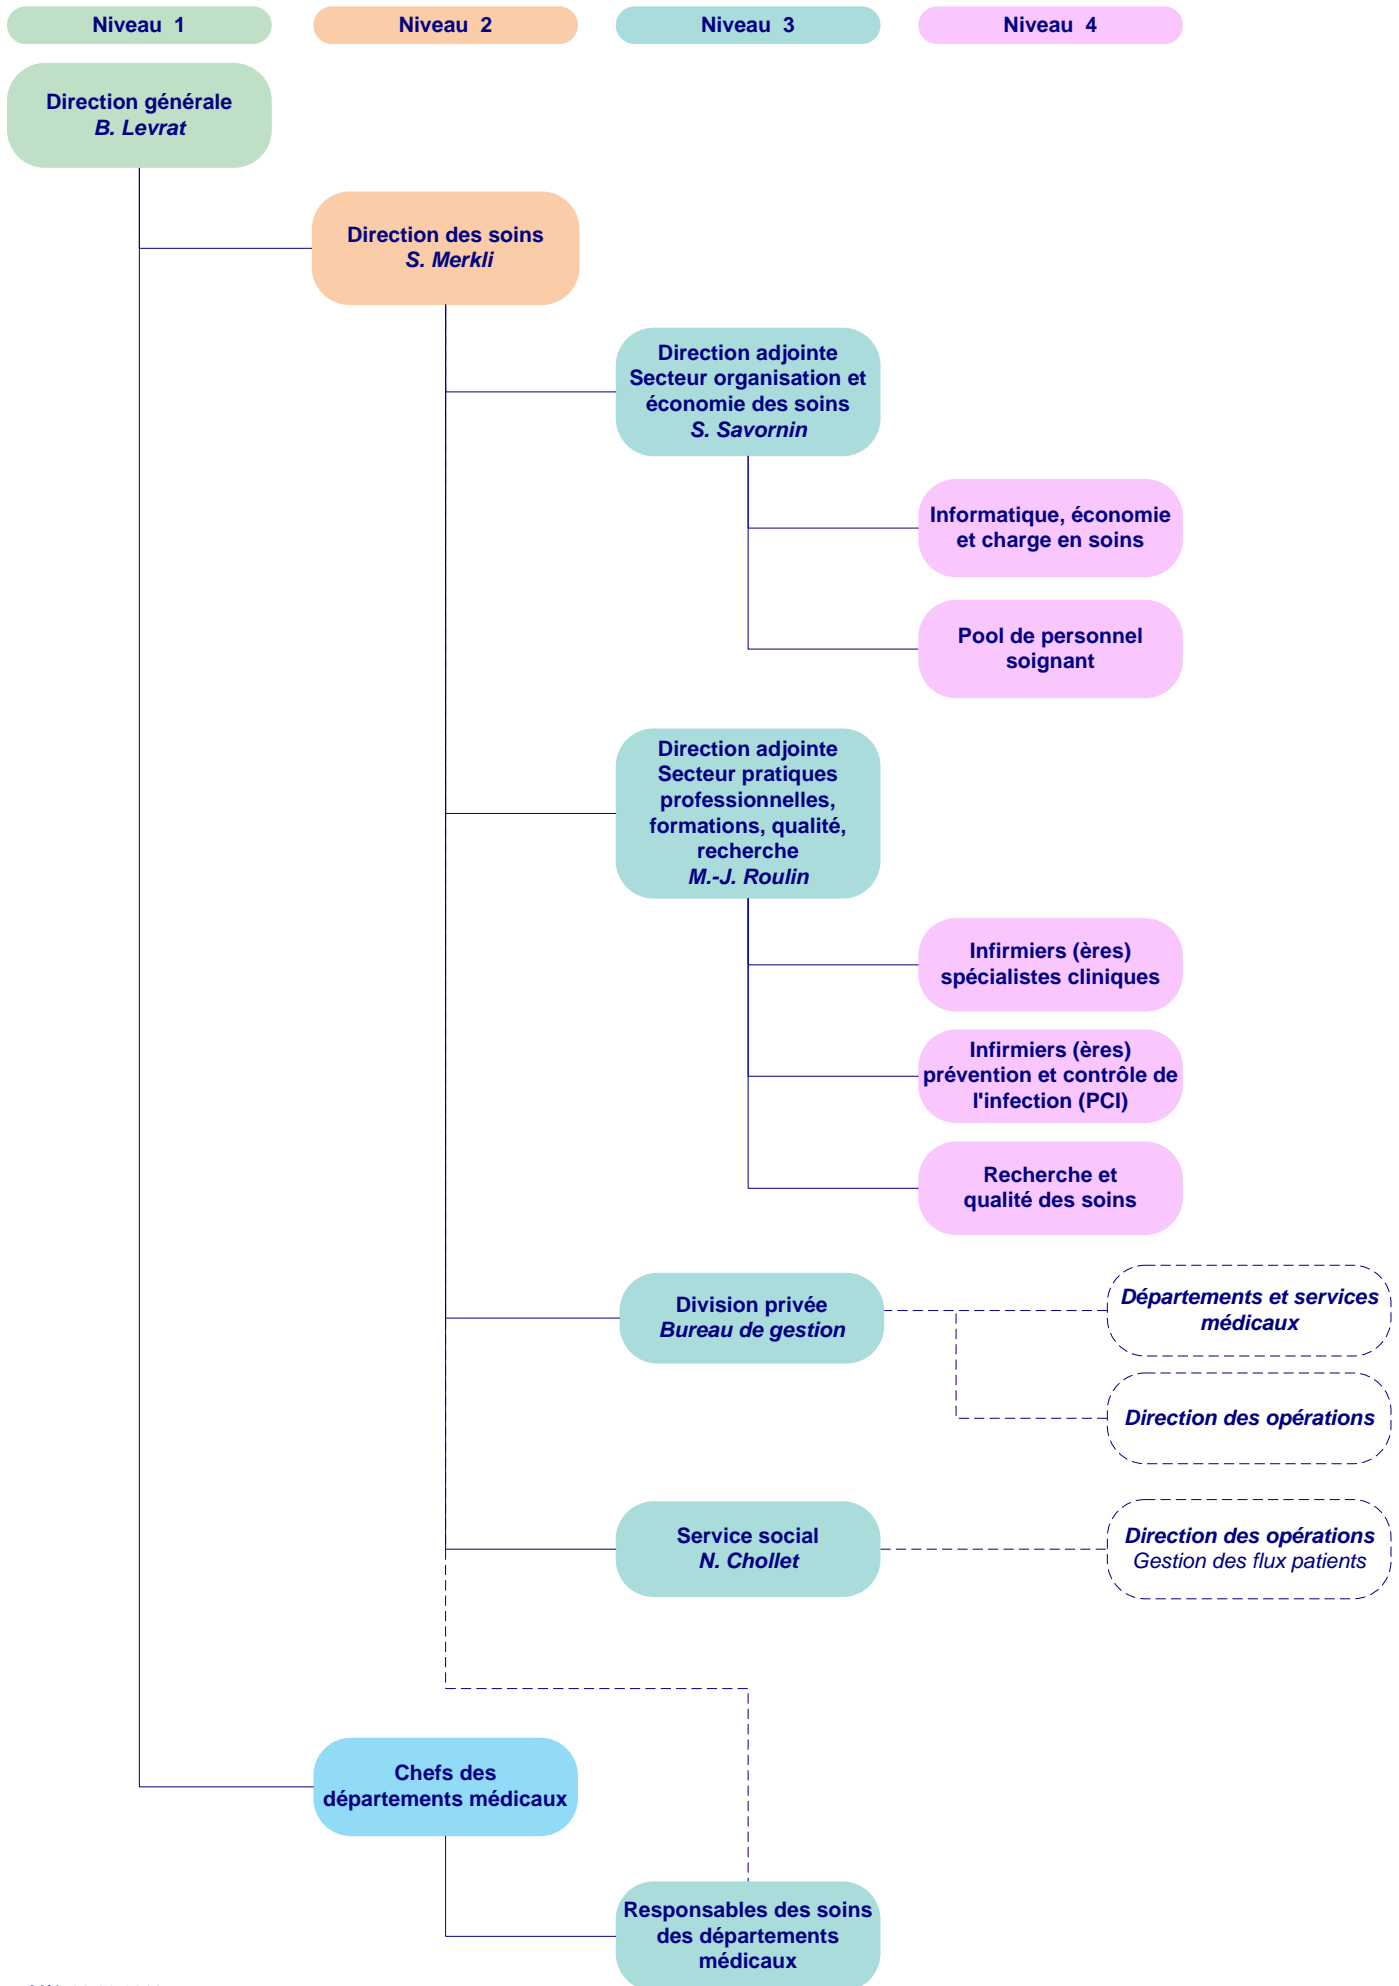 Niveau 1
Niveau 2
Niveau 3
Niveau 4
Direction générale
B. Levrat
Direction des soins
S. Merkli
Direction adjointe
Secteur organisation et
économie des soins
S. Savornin
Informatique, économie
et charge en soins
Pool de personnel
soignant
Direction adjointe
Secteur pratiques
professionnelles,
formations, qualité,
recherche
M.-J. Roulin
Infirmiers (ères)
spécialistes cliniques
Infirmiers (ères)
prévention et contrôle de
l'infection (PCI)
Recherche et
qualité des soins
Division privée
Bureau de gestion
Départements et services
médicaux
Direction des opérations
Service social
N. Chollet
Direction des opérations
Gestion des flux patients
Chefs des
départements médicaux
Responsables des soins
des départements
médicaux